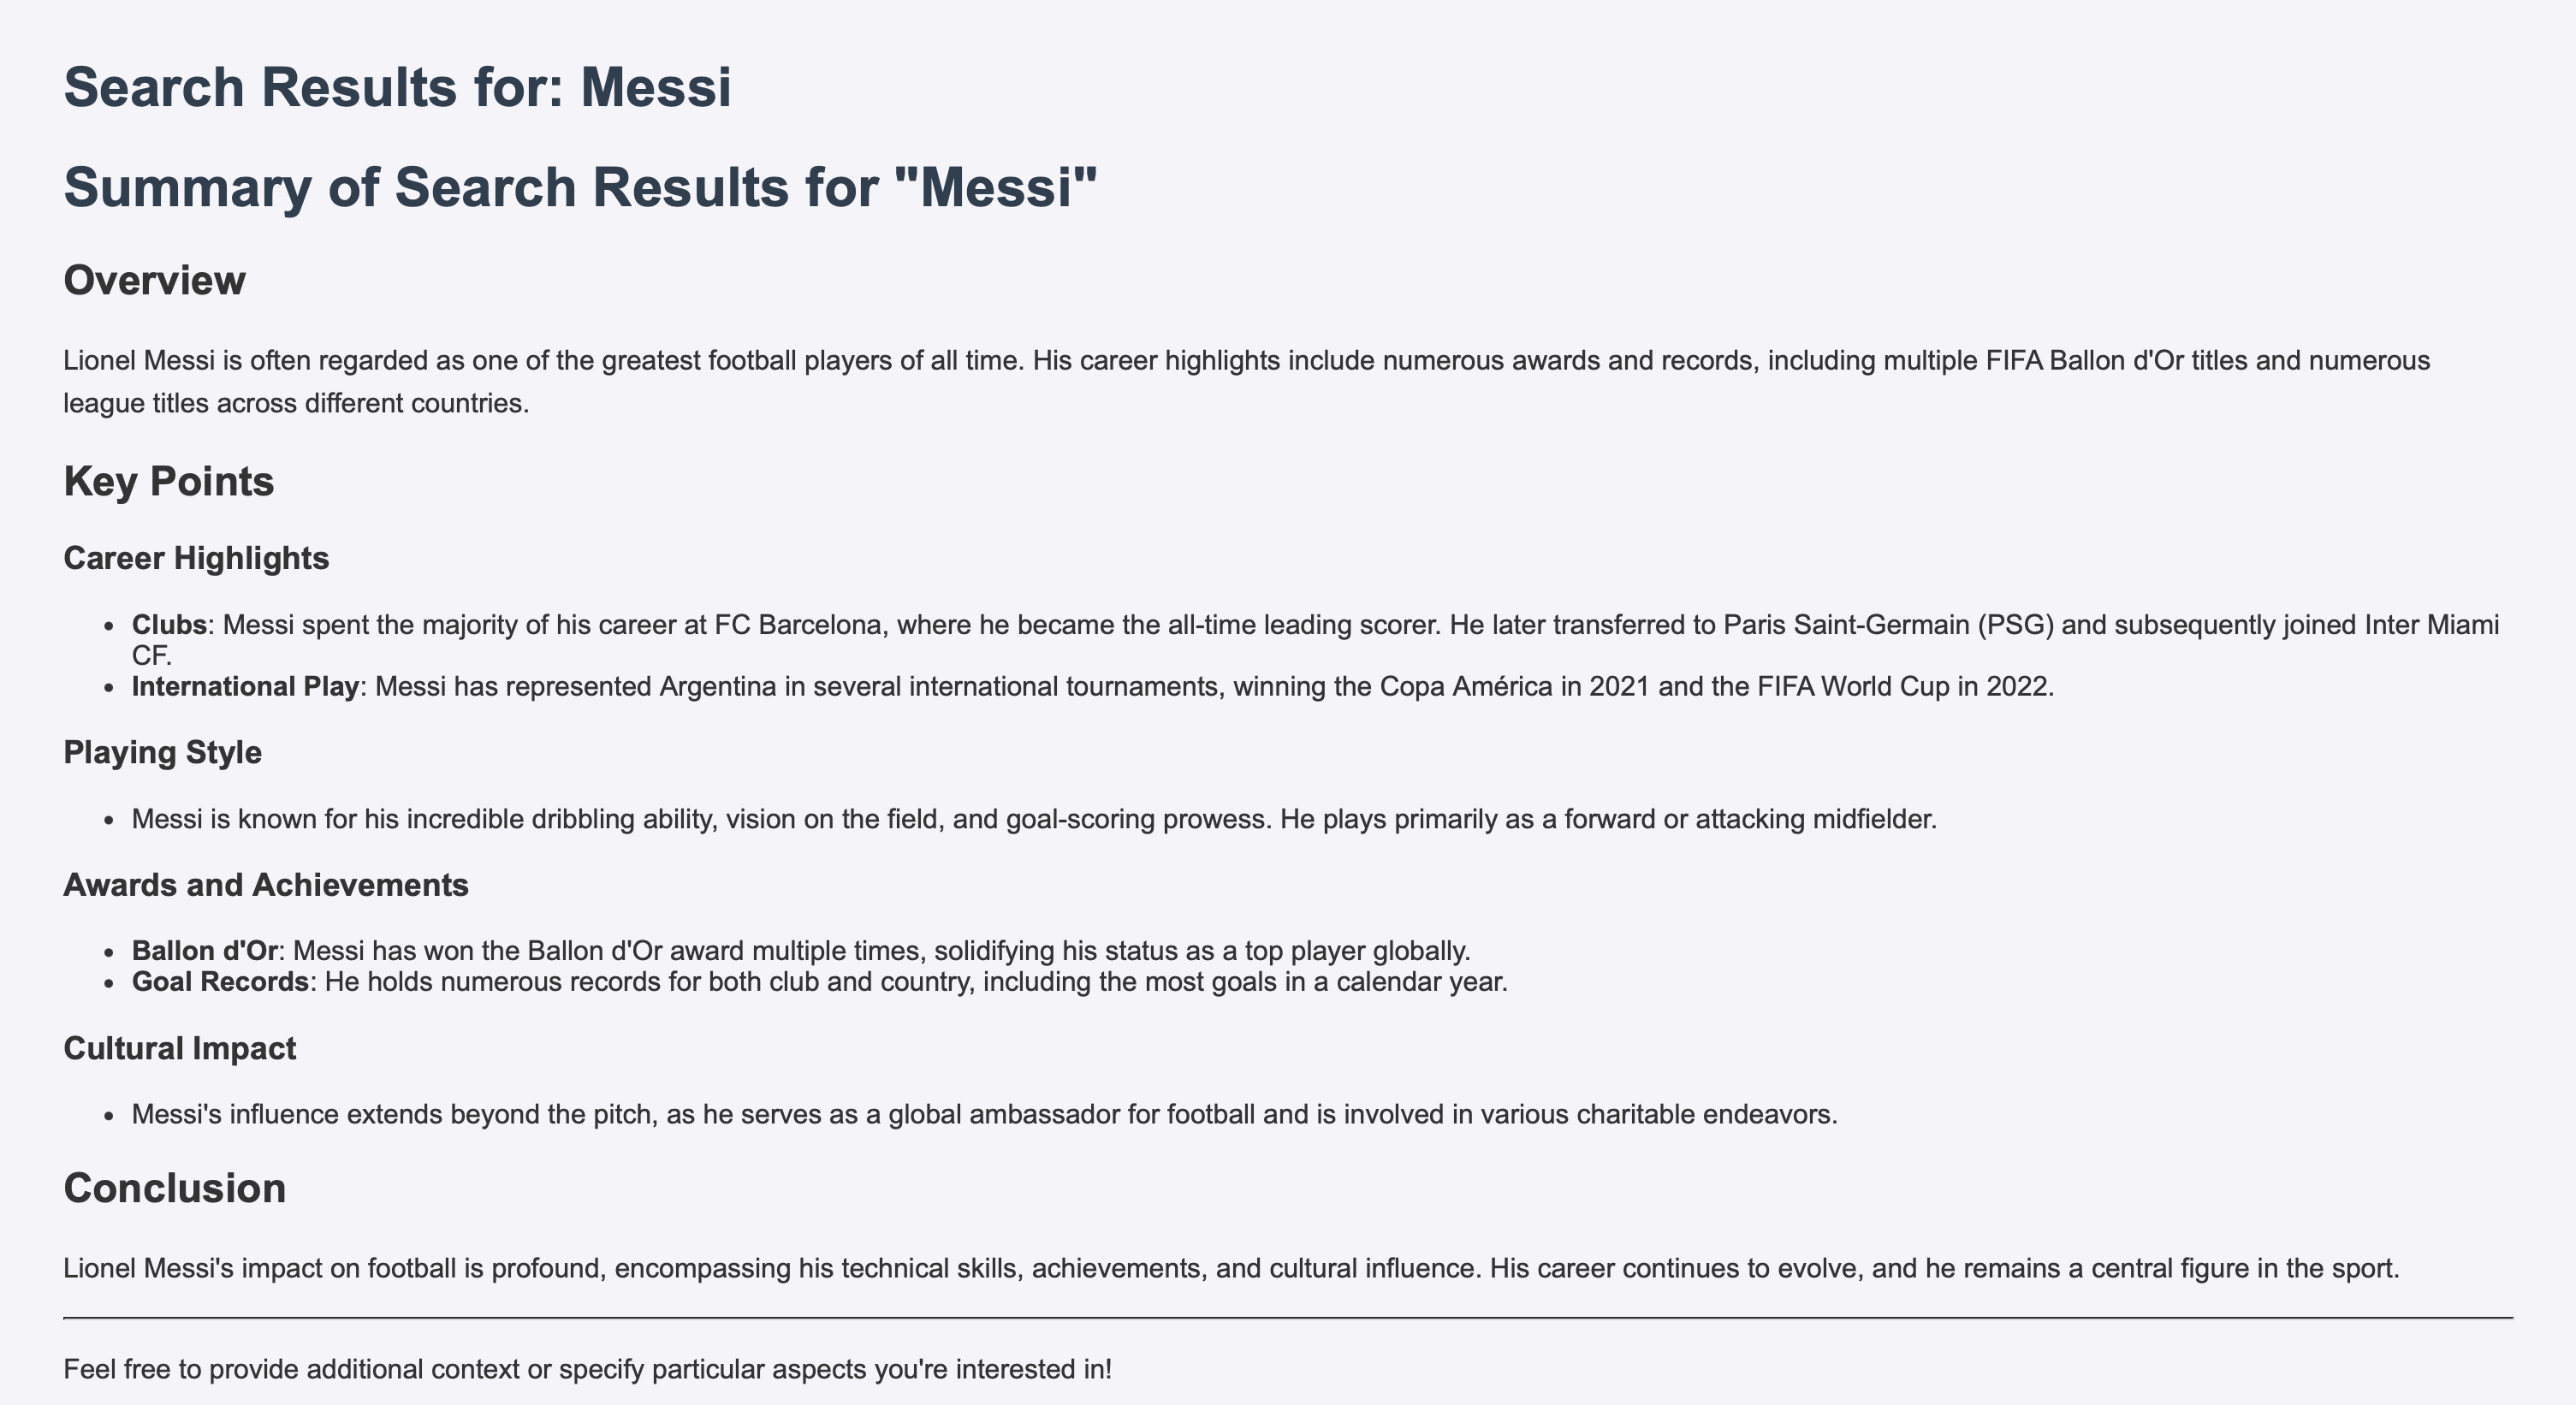 Search Results for: Messi
Summary of Search Results for "Messi"
Overview
Lionel Messi is often regarded as one of the greatest football players of all time. His career highlights include numerous awards and records, including multiple FIFA Ballon d'Or titles and numerous
league titles across different countries.
Key Points
Career Highlights
• Clubs: Messi spent the majority of his career at FC Barcelona, where he became the all-time leading scorer. He later transferred to Paris Saint-Germain (PSG) and subsequently joined Inter Miami
CF.
• International Play: Messi has represented Argentina in several international tournaments, winning the Copa América in 2021 and the FIFA World Cup in 2022.
Playing Style
• Messi is known for his incredible dribbling ability, vision on the field, and goal-scoring prowess. He plays primarily as a forward or attacking midfielder.
Awards and Achievements
• Ballon d'Or: Messi has won the Ballon d'Or award multiple times, solidifying his status as a top player globally.
• Goal Records: He holds numerous records for both club and country, including the most goals in a calendar year.
Cultural Impact
• Messi's influence extends beyond the pitch, as he serves as a global ambassador for football and is involved in various charitable endeavors.
Conclusion
Lionel Messi's impact on football is profound, encompassing his technical skills, achievements, and cultural influence. His career continues to evolve, and he remains a central figure in the sport.
Feel free to provide additional context or specify particular aspects you're interested in!